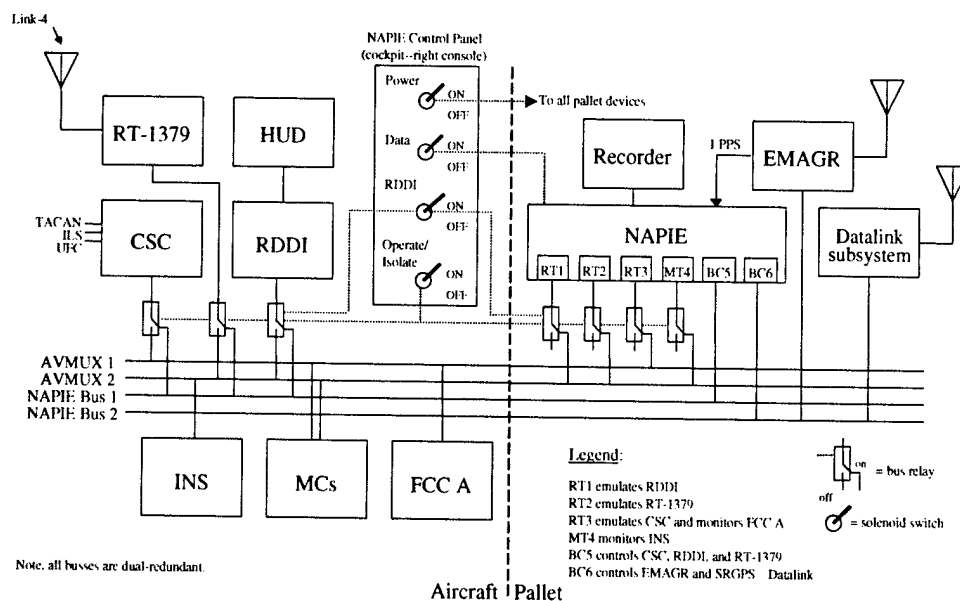 Link-4
NAPIE Control Panel
(cockpit--right console)
Power
ON
OFF
To all pallet devices
Data
ON
OFF
RDDI
ON
OFF
Operate/
Isolate
ON
OFF
RT-1379
HUD
Recorder
1 PPS
EMAGR
TACAN
ILS
UFC
CSC
RDDI
NAPIE
Datalink
subsystem
RT1
RT2
RT3
MT4
BC5
BC6
AVMUX 1
AVMUX 2
NAPIE Bus 1
NAPIE Bus 2
INS
MCs
FCC A
Legend:
RT1 emulates RDDI
RT2 emulates RT-1379
RT3 emulates CSC and monitors FCC A
MT4 monitors INS
BC5 controls CSC, RDDI, and RT-1379
BC6 controls EMAGR and SRGPS Datalink
on
off
= bus relay
= solenoid switch
Note, all busses are dual-redundant.
Aircraft Pallet